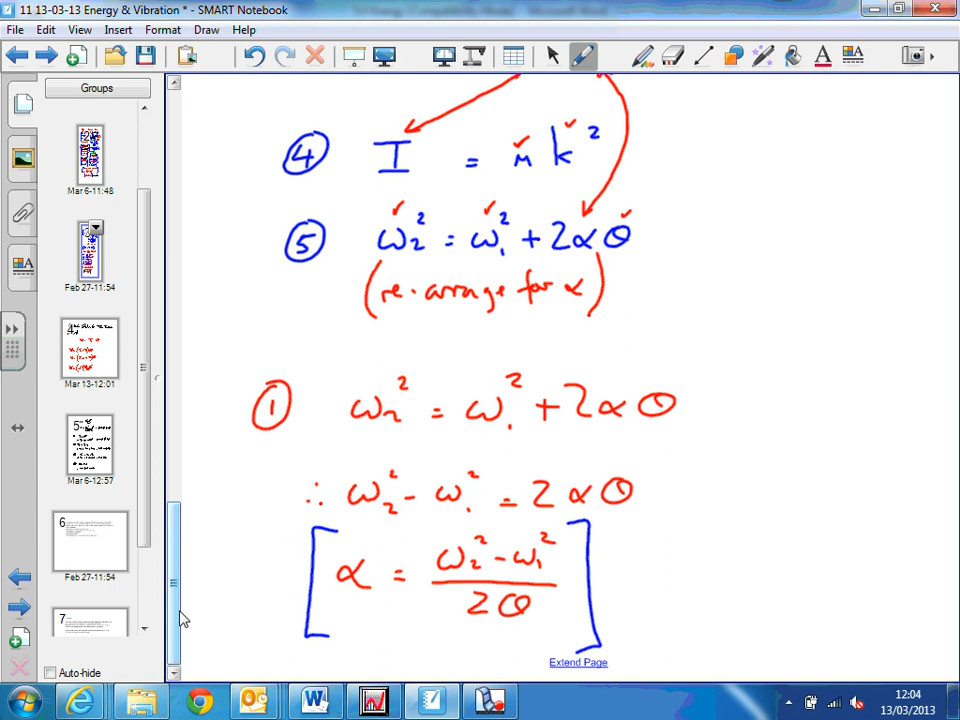 11 13-03-13 Energy & Vibration * - SMART Notebook
File Edit View Insert Format Draw Help
Groups
Mar 6-11:48
Feb 27-11:54
Mar 13-12:01
Mar 6-12:57
Feb 27-11:54
Auto-hide
④ I = m k²
⑤ ω₂² = ω₁² + 2αθ
(re-arrange for α)
① ω₂² = ω₁² + 2αθ
∴ ω₂² - ω₁² = 2αθ
[α = (ω₂² - ω₁²) / 2θ]
Extend Page
12:04
13/03/2013